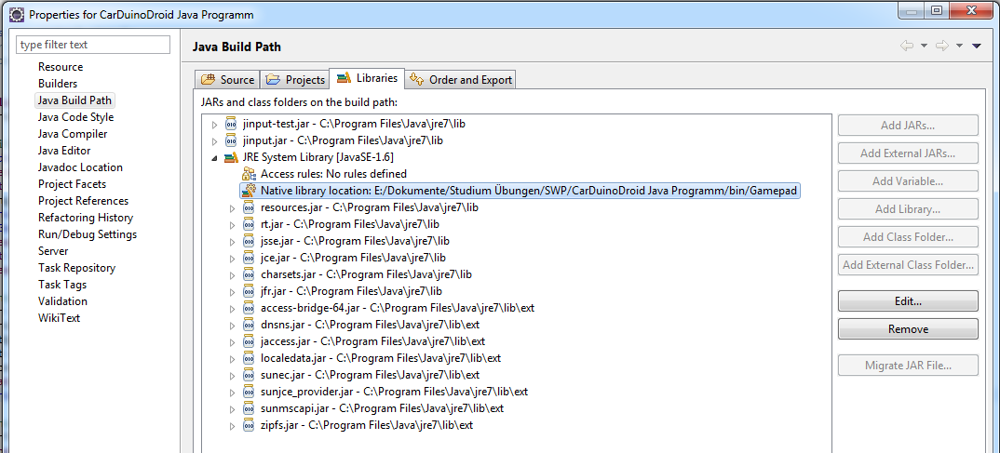 Properties for CarDuinoDroid Java Programm
type filter text
Resource
Builders
Java Build Path
Java Code Style
Java Compiler
Java Editor
Javadoc Location
Project Facets
Project References
Refactoring History
Run/Debug Settings
Server
Task Repository
Task Tags
Validation
WikiText
Java Build Path
Source Projects Libraries Order and Export
JARs and class folders on the build path:
jinput-test.jar - C:\Program Files\Java\jre7\lib
jinput.jar - C:\Program Files\Java\jre7\lib
JRE System Library [JavaSE-1.6]
Access rules: No rules defined
Native library location: E:/Dokumente/Studium Übungen/SWP/CarDuinoDroid Java Programm/bin/Gamepad
resources.jar - C:\Program Files\Java\jre7\lib
rt.jar - C:\Program Files\Java\jre7\lib
jsse.jar - C:\Program Files\Java\jre7\lib
jce.jar - C:\Program Files\Java\jre7\lib
charsets.jar - C:\Program Files\Java\jre7\lib
jfr.jar - C:\Program Files\Java\jre7\lib
access-bridge-64.jar - C:\Program Files\Java\jre7\lib\ext
dnsns.jar - C:\Program Files\Java\jre7\lib\ext
jaccess.jar - C:\Program Files\Java\jre7\lib\ext
localedata.jar - C:\Program Files\Java\jre7\lib\ext
sunec.jar - C:\Program Files\Java\jre7\lib\ext
sunjce_provider.jar - C:\Program Files\Java\jre7\lib\ext
sunmscapi.jar - C:\Program Files\Java\jre7\lib\ext
zipfs.jar - C:\Program Files\Java\jre7\lib\ext
Add JARs...
Add External JARs...
Add Variable...
Add Library...
Add Class Folder...
Add External Class Folder...
Edit...
Remove
Migrate JAR File...